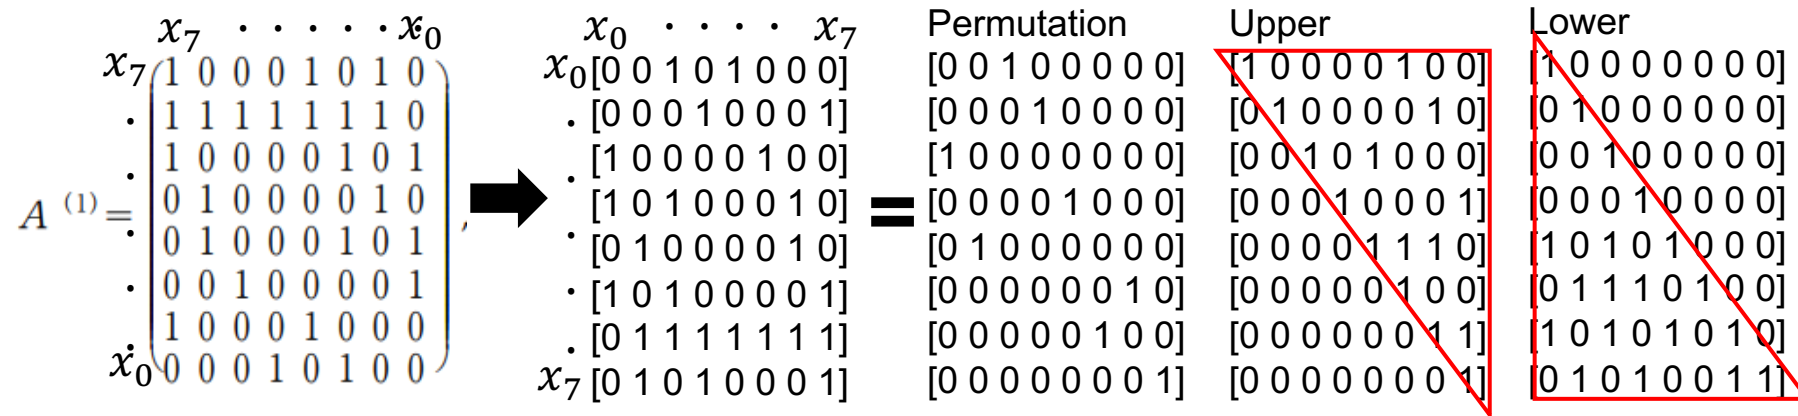 x7 · · · · · · x0
x0 · · · · x7
Permutation
Upper
Lower
x7
1 0 0 0 1 0 1 0
1 1 1 1 1 1 1 0
1 0 0 0 0 1 0 1
A (1) =
0 1 0 0 0 0 1 0
,
0 1 0 0 0 1 0 1
0 0 1 0 0 0 0 1
1 0 0 0 1 0 0 0
x0
0 0 0 1 0 1 0 0
x0 [0 0 1 0 1 0 0 0]
[0 0 0 1 0 0 0 1]
[1 0 0 0 0 1 0 0]
[1 0 1 0 0 0 1 0]
[0 1 0 0 0 0 1 0]
[1 0 1 0 0 0 0 1]
[0 1 1 1 1 1 1 1]
x7 [0 1 0 1 0 0 0 1]
=
[0 0 1 0 0 0 0 0]
[0 0 0 1 0 0 0 0]
[1 0 0 0 0 0 0 0]
[0 0 0 0 1 0 0 0]
[0 1 0 0 0 0 0 0]
[0 0 0 0 0 0 1 0]
[0 0 0 0 0 1 0 0]
[0 0 0 0 0 0 0 1]
[1 0 0 0 0 1 0 0]
[0 1 0 0 0 0 1 0]
[0 0 1 0 1 0 0 0]
[0 0 0 1 0 0 0 1]
[0 0 0 0 1 1 1 0]
[0 0 0 0 0 1 0 0]
[0 0 0 0 0 0 1 1]
[0 0 0 0 0 0 0 1]
[1 0 0 0 0 0 0 0]
[0 1 0 0 0 0 0 0]
[0 0 1 0 0 0 0 0]
[0 0 0 1 0 0 0 0]
[1 0 1 0 1 0 0 0]
[0 1 1 1 0 1 0 0]
[1 0 1 0 1 0 1 0]
[0 1 0 1 0 0 1 1]